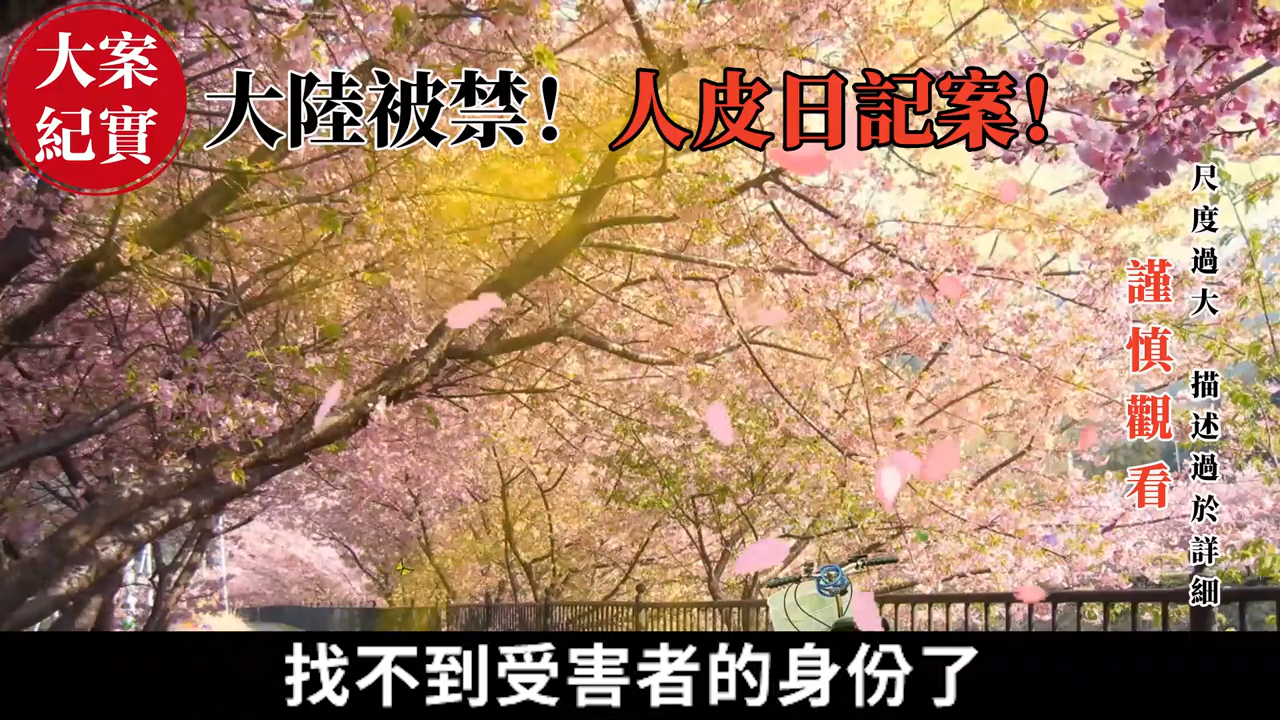 大案
紀實
大陸被禁！ 人皮日記案！
尺度過大 描述過於詳細
謹慎觀看
找不到受害者的身份了